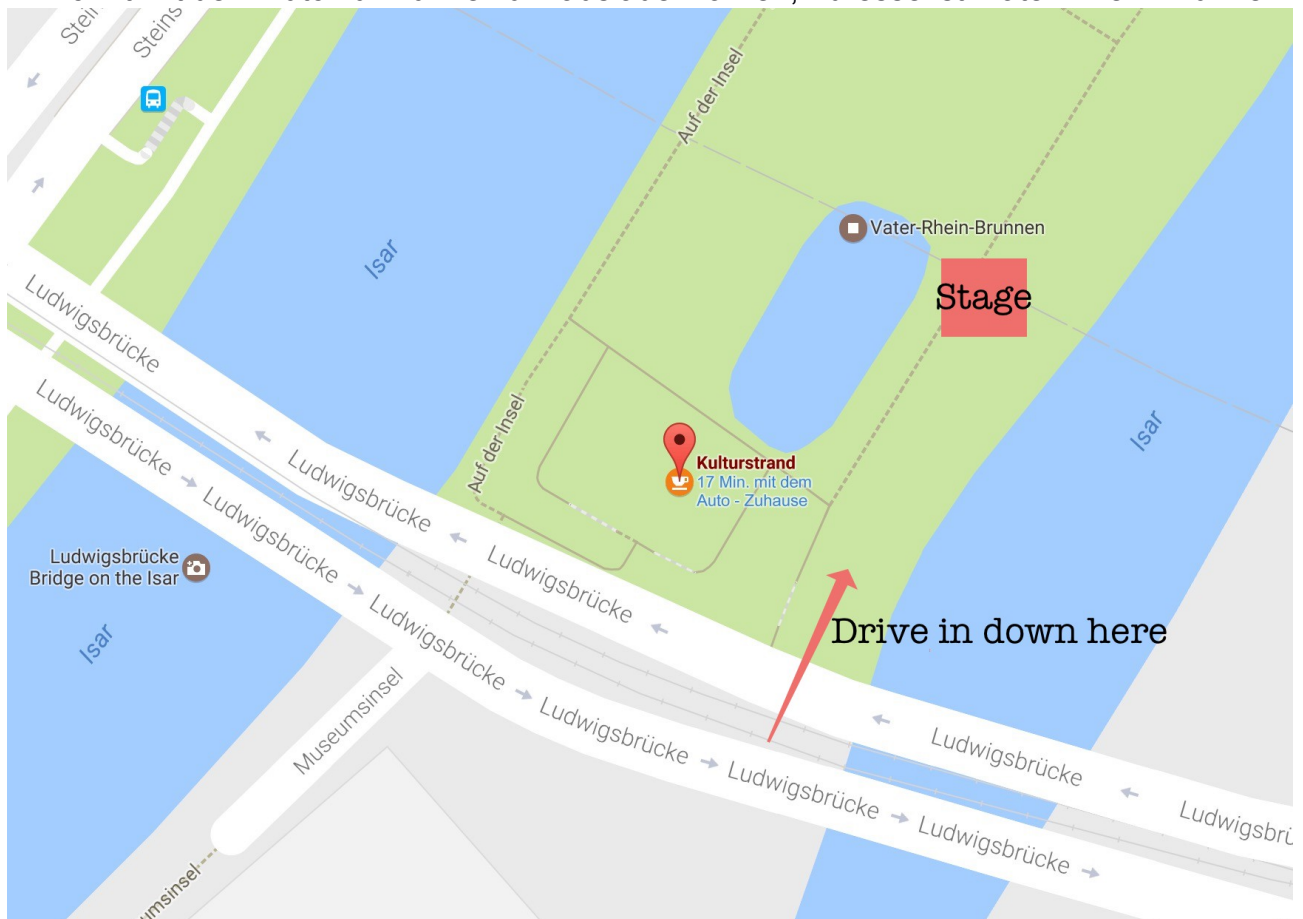 Steins
Steins
Auf der Insel
Vater-Rhein-Brunnen
Isar
Stage
Ludwigsbrücke
Ludwigsbrücke
Auf der Insel
Isar
Kulturstrand
17 Min. mit dem
Auto - Zuhause
Ludwigsbrücke
Ludwigsbrücke
Ludwigsbrücke
Ludwigsbrücke
Bridge on the Isar
Ludwigsbrücke
Ludwigsbrücke
Drive in down here
Isar
Museumsinsel
Ludwigsbrücke
Ludwigsbrücke
Ludwigsbrücke
Ludwigsbrücke
Ludwigsbrü
Ludwigsbrücke
umsinsel